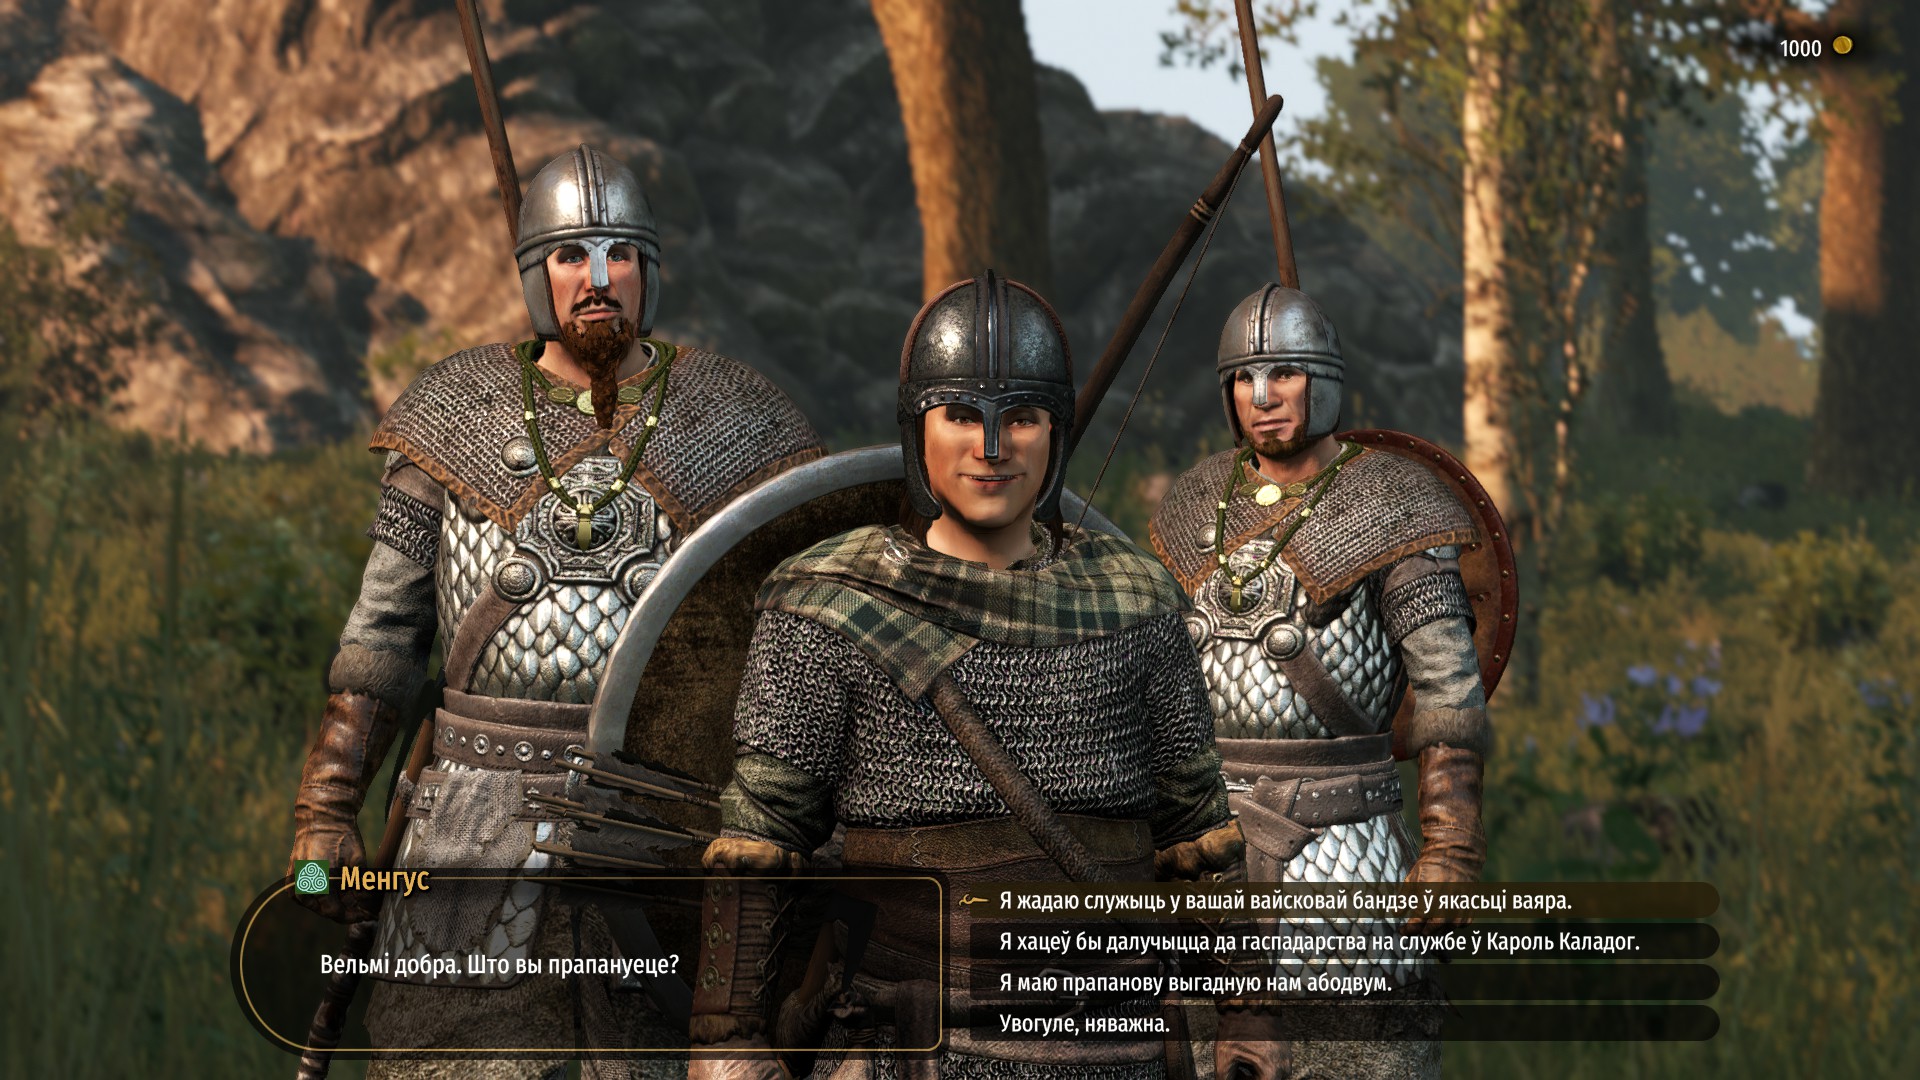 1000
Менгус
Вельмі добра. Што вы прапануеце?
Я жадаю служыць у вашай вайсковай бандзе ў якасьці ваяра.
Я хацеў бы далучыцца да гаспадарства на службе ў Кароль Каладог.
Я маю прапанову выгадную нам абодвум.
Увогуле, няважна.